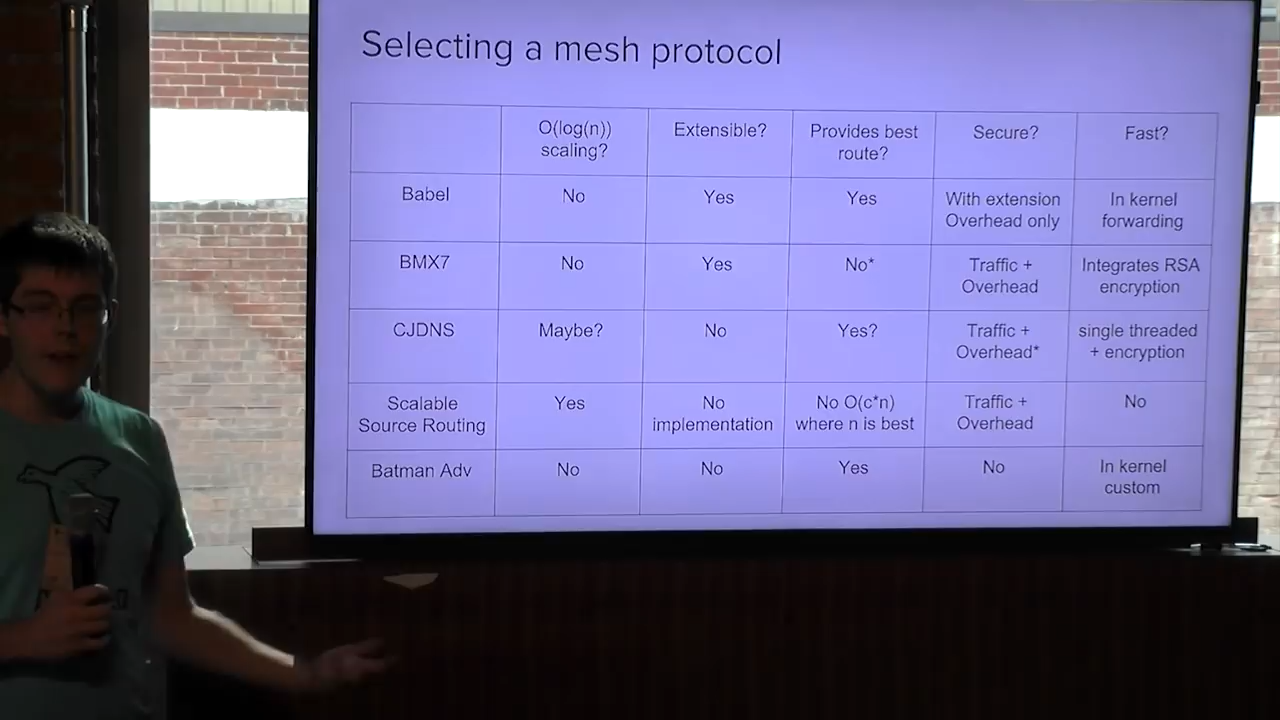 Selecting a mesh protocol
O(log(n))
scaling?
Extensible?
Provides best
route?
Secure?
Fast?
Babel
No
Yes
Yes
With extension
Overhead only
In kernel
forwarding
BMX7
No
Yes
No*
Traffic +
Overhead
Integrates RSA
encryption
CJDNS
Maybe?
No
Yes?
Traffic +
Overhead*
single threaded
+ encryption
Scalable
Source Routing
Yes
No
implementation
No O(c*n)
where n is best
Traffic +
Overhead
No
Batman Adv
No
No
Yes
No
In kernel
custom